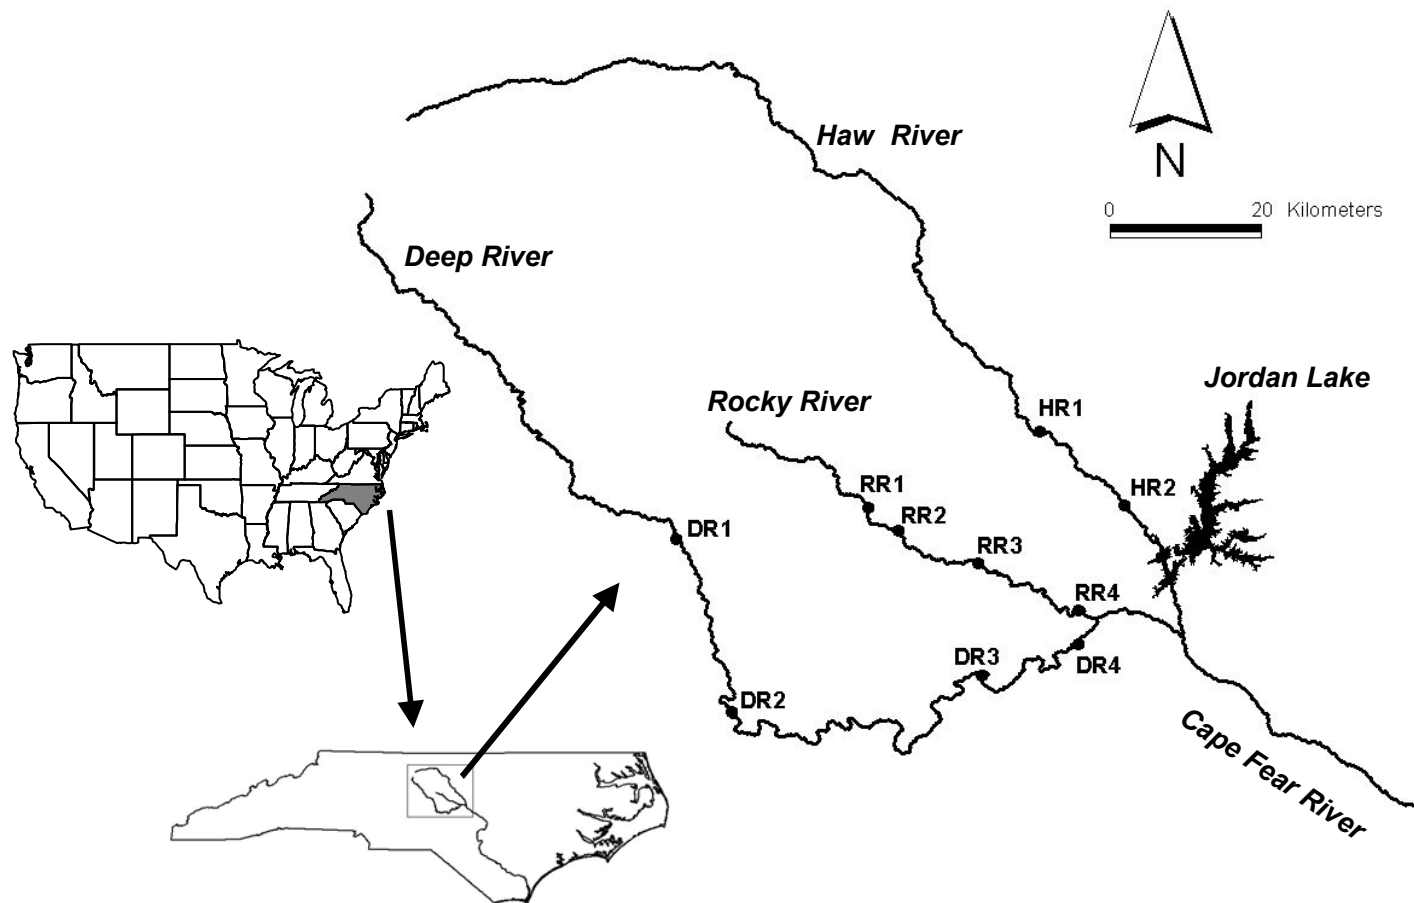 Haw River
N
0 20 Kilometers
Deep River
Jordan Lake
Rocky River
HR1
HR2
RR1
RR2
DR1
RR3
RR4
DR3
DR4
DR2
Cape Fear River